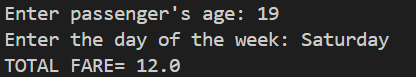 Enter passenger's age: 19
Enter the day of the week: Saturday
TOTAL FARE= 12.0